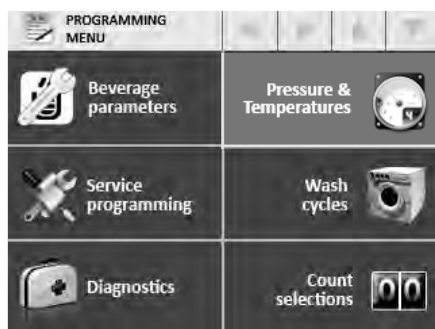 PROGRAMMING
MENU
Beverage
parameters
Pressure &
Temperatures
Service
programming
Wash
cycles
Diagnostics
Count
selections
00